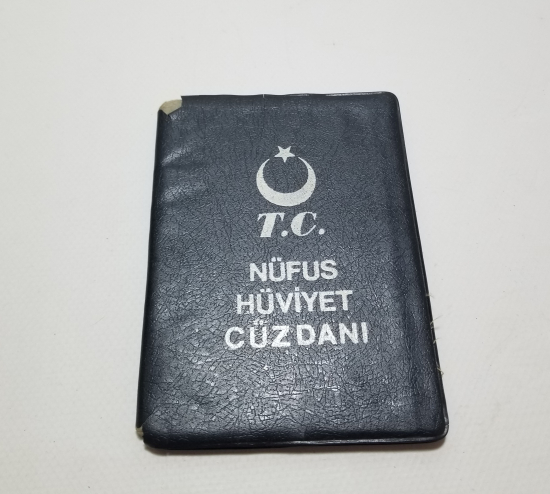 T.C.
NÜFUS
HÜVİYET
CÜZDANI